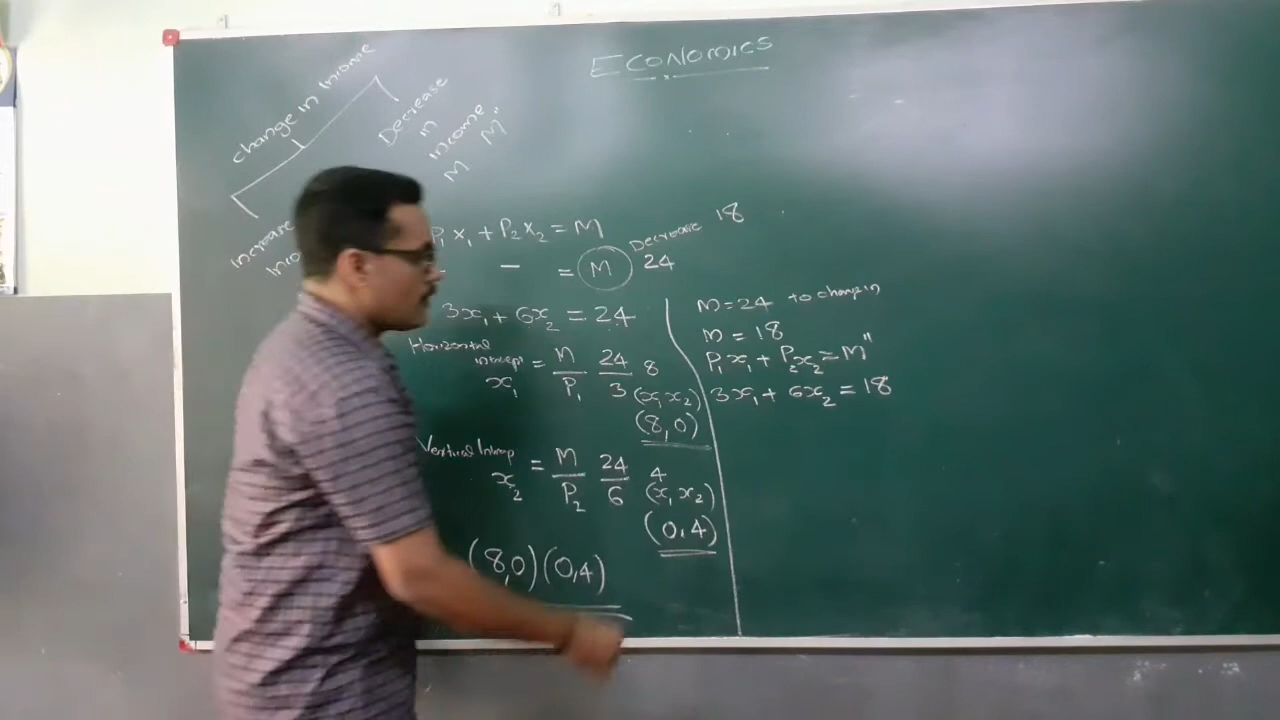 ECONOMICS
Change in Income
Decrease
in
Income
M M"
Increase
P₁x₁ + P₂x₂ = M
Decrease 18
— = M 24
3x₁ + 6x₂ = 24
Horizontal
x₁ = M/P₁ 24/3 8
(x₁ x₂)
(8,0)
Vertical
x₂ = M/P₂ 24/6 4
(x₁ x₂)
(0,4)
(8,0) (0,4)
M = 24 to change in
M = 18
P₁x₁ + P₂x₂ = M"
3x₁ + 6x₂ = 18